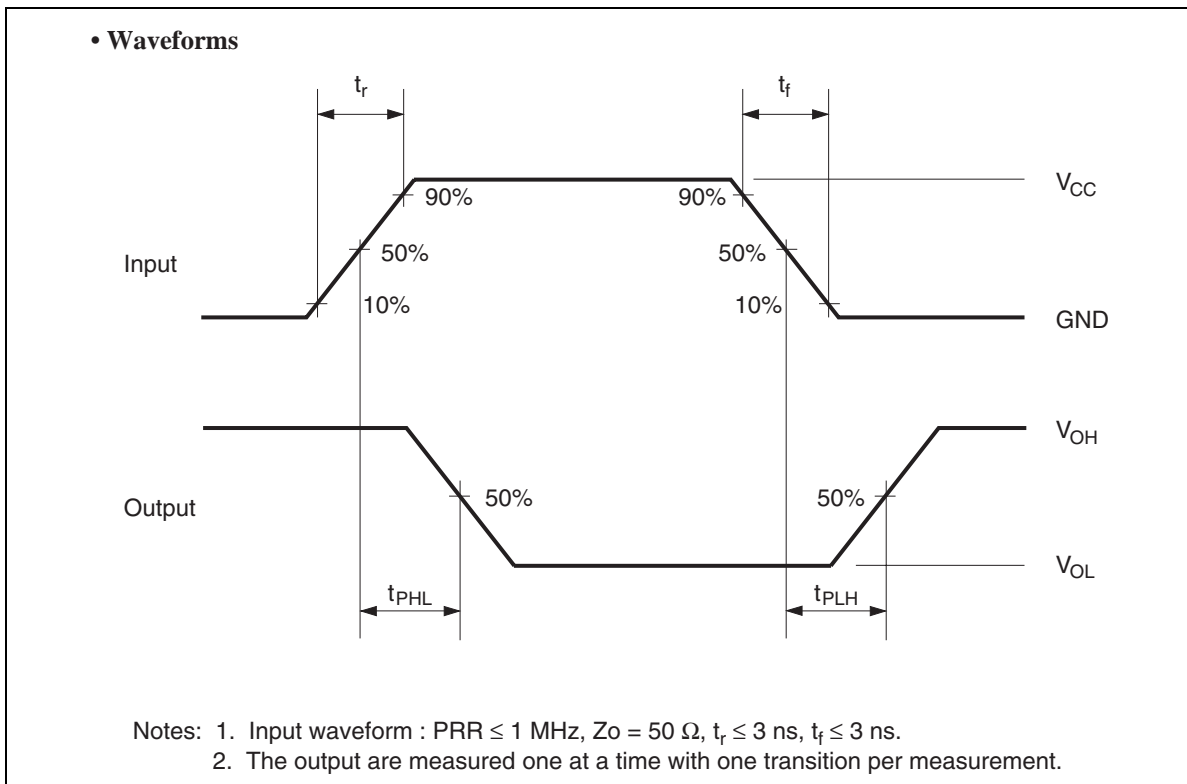 • Waveforms
tr tf
90% 90% VCC
Input 50% 50%
10% 10% GND
VOH
Output 50% 50%
VOL
tPHL tPLH
Notes: 1. Input waveform : PRR ≤ 1 MHz, Zo = 50 Ω, tr ≤ 3 ns, tf ≤ 3 ns.
2. The output are measured one at a time with one transition per measurement.